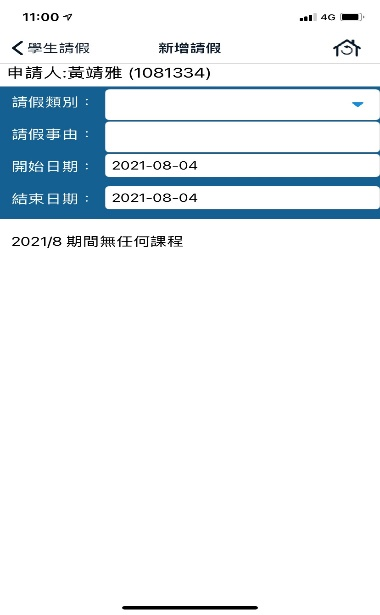 11:00 4G
學生請假 新增請假
申請人:黃靖雅 (1081334)
請假類別：
請假事由：
開始日期： 2021-08-04
結束日期： 2021-08-04
2021/8 期間無任何課程